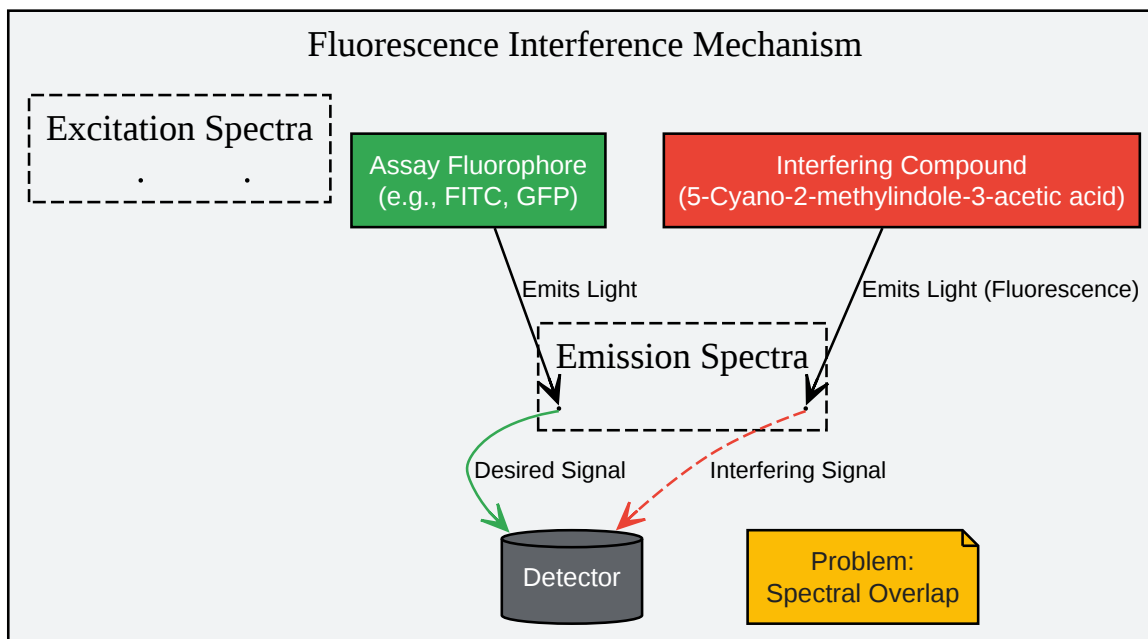 Fluorescence Interference Mechanism
Excitation Spectra
Assay Fluorophore
(e.g., FITC, GFP)
Interfering Compound
(5-Cyano-2-methylindole-3-acetic acid)
Emits Light
Emits Light (Fluorescence)
Emission Spectra
Desired Signal
Interfering Signal
Detector
Problem:
Spectral Overlap